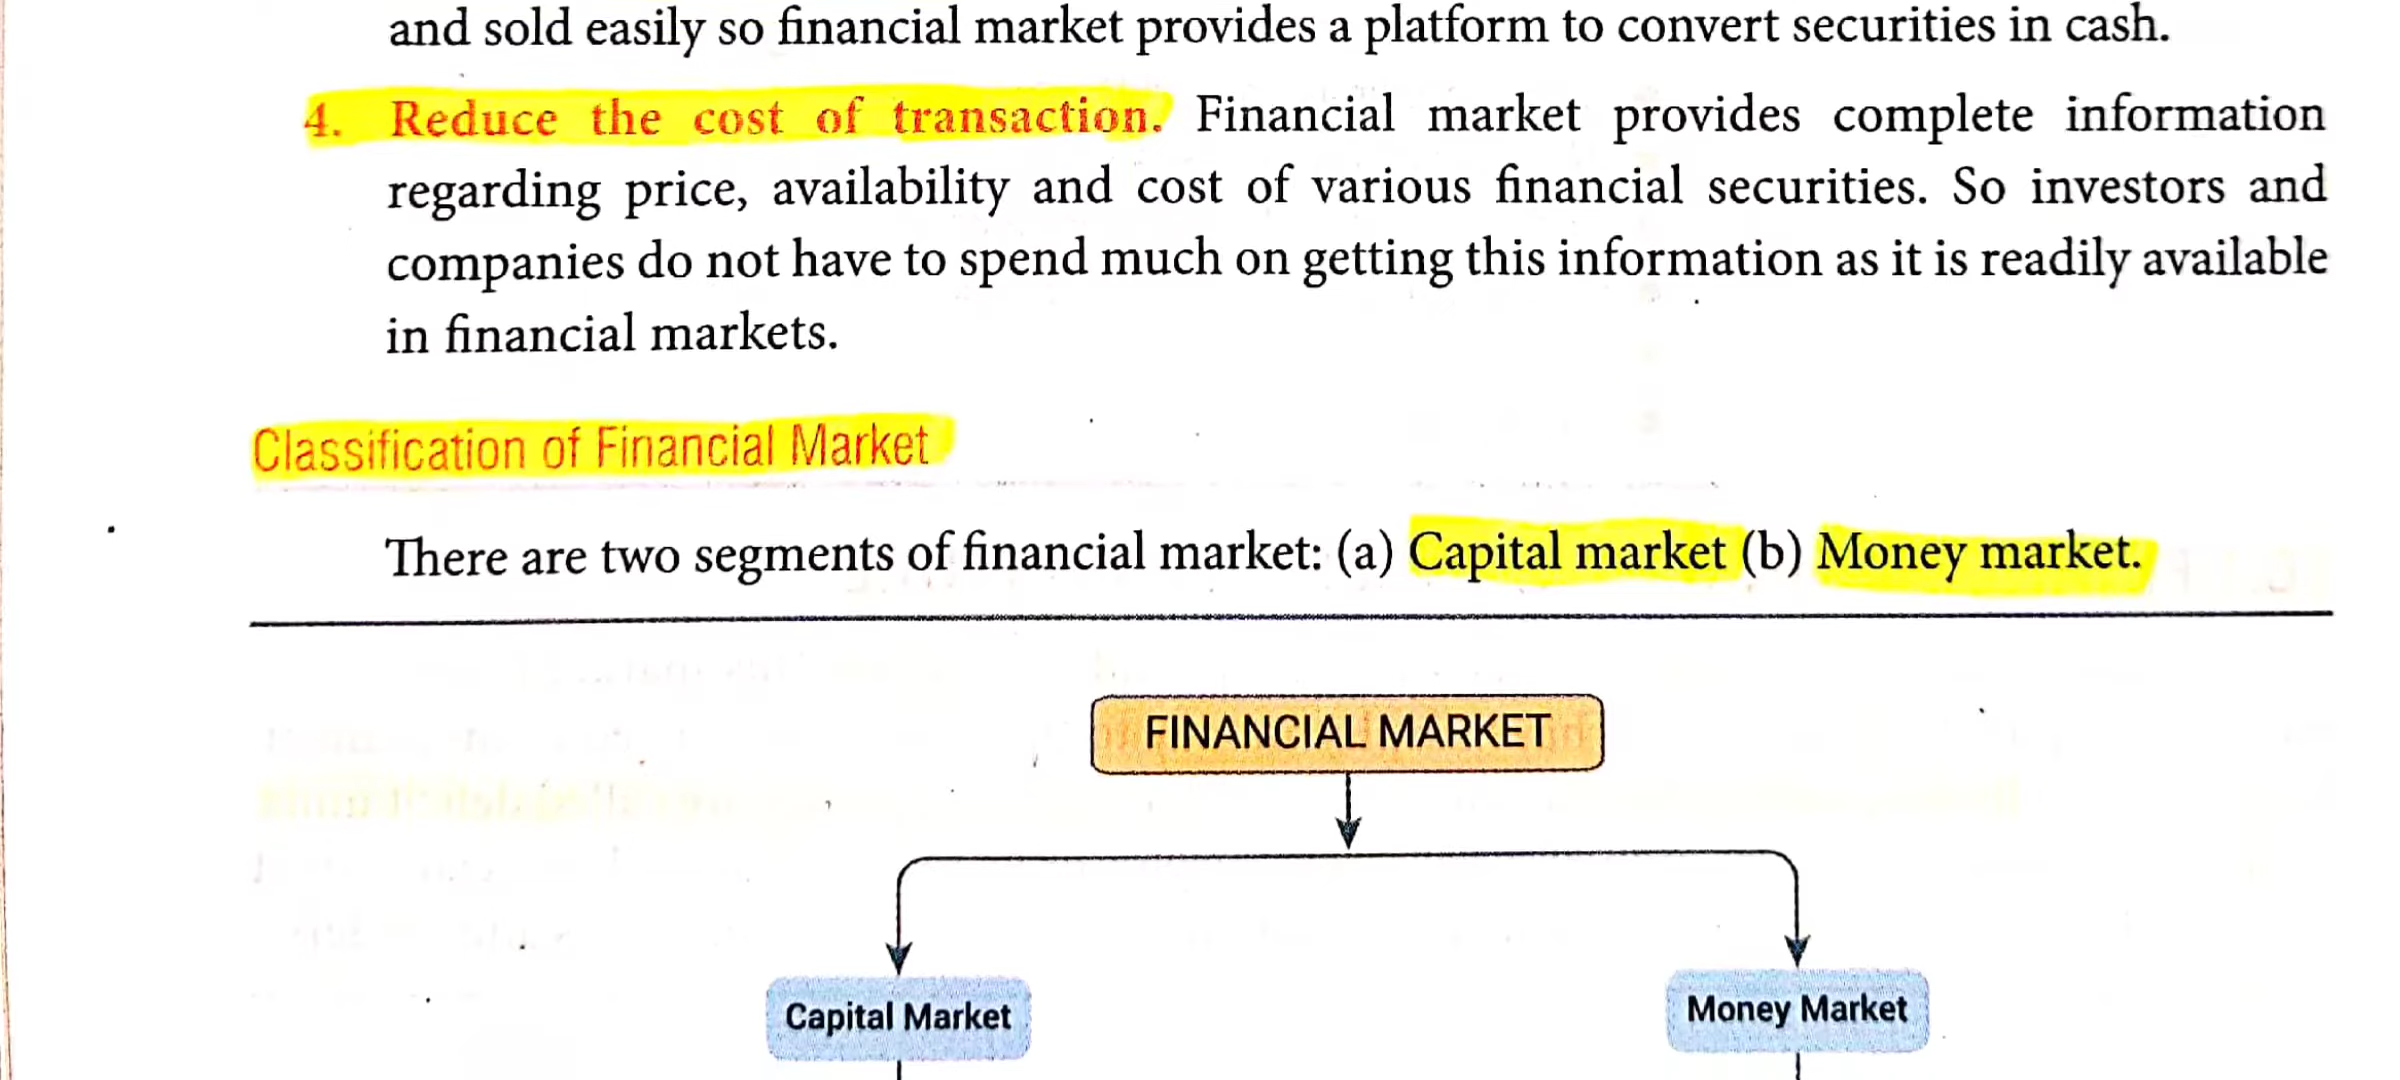 and sold easily so financial market provides a platform to convert securities in cash.
4. Reduce the cost of transaction. Financial market provides complete information
regarding price, availability and cost of various financial securities. So investors and
companies do not have to spend much on getting this information as it is readily available
in financial markets.
Classification of Financial Market
There are two segments of financial market: (a) Capital market (b) Money market.
FINANCIAL MARKET
Capital Market
Money Market